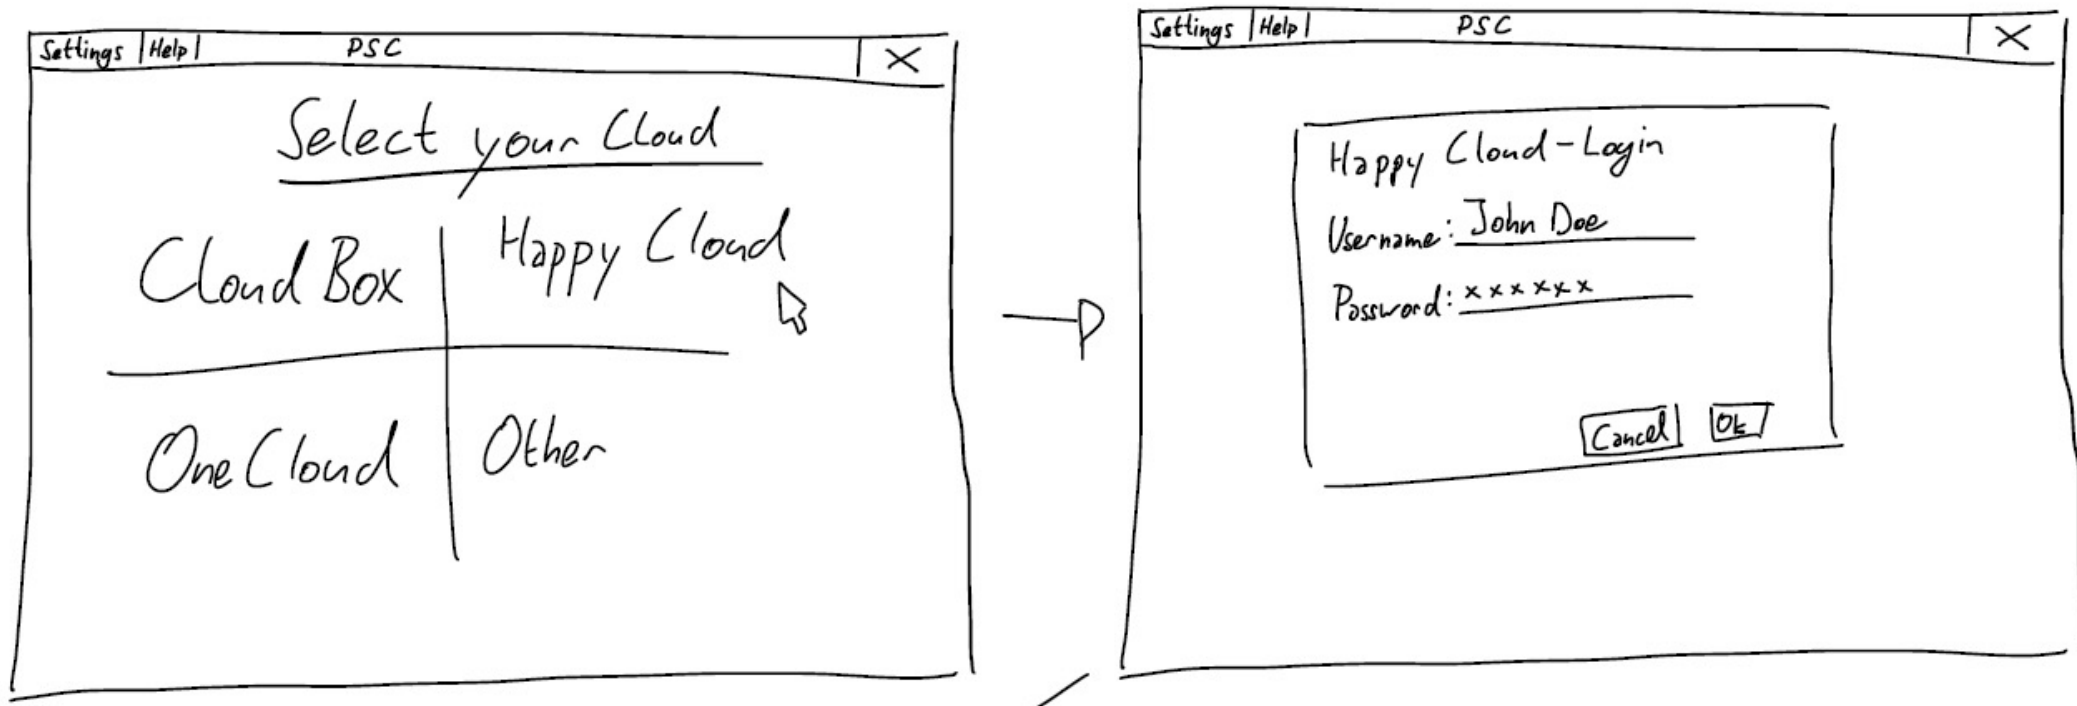 Settings Help PSC X
Select your Cloud
Cloud Box Happy Cloud
One Cloud Other
Settings Help PSC X
Happy Cloud-Login
Username: John Doe
Password: xxxxxx
Cancel Ok